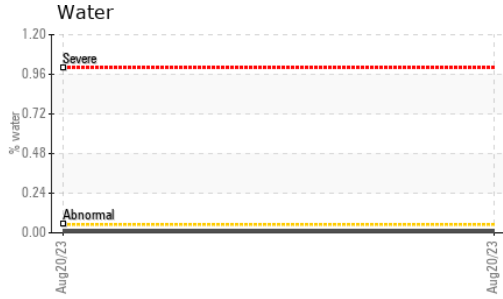 Water
1.20
Severe
0.96
0.72
% water
0.48
0.24
Abnormal
0.00
Aug20/23
Aug20/23